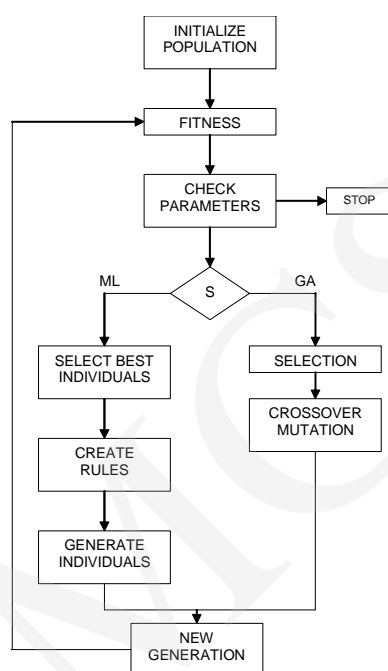 INITIALIZE
POPULATION
FITNESS
CHECK
PARAMETERS
STOP
ML
S
GA
SELECT BEST
INDIVIDUALS
SELECTION
CROSSOVER
MUTATION
CREATE
RULES
GENERATE
INDIVIDUALS
NEW
GENERATION